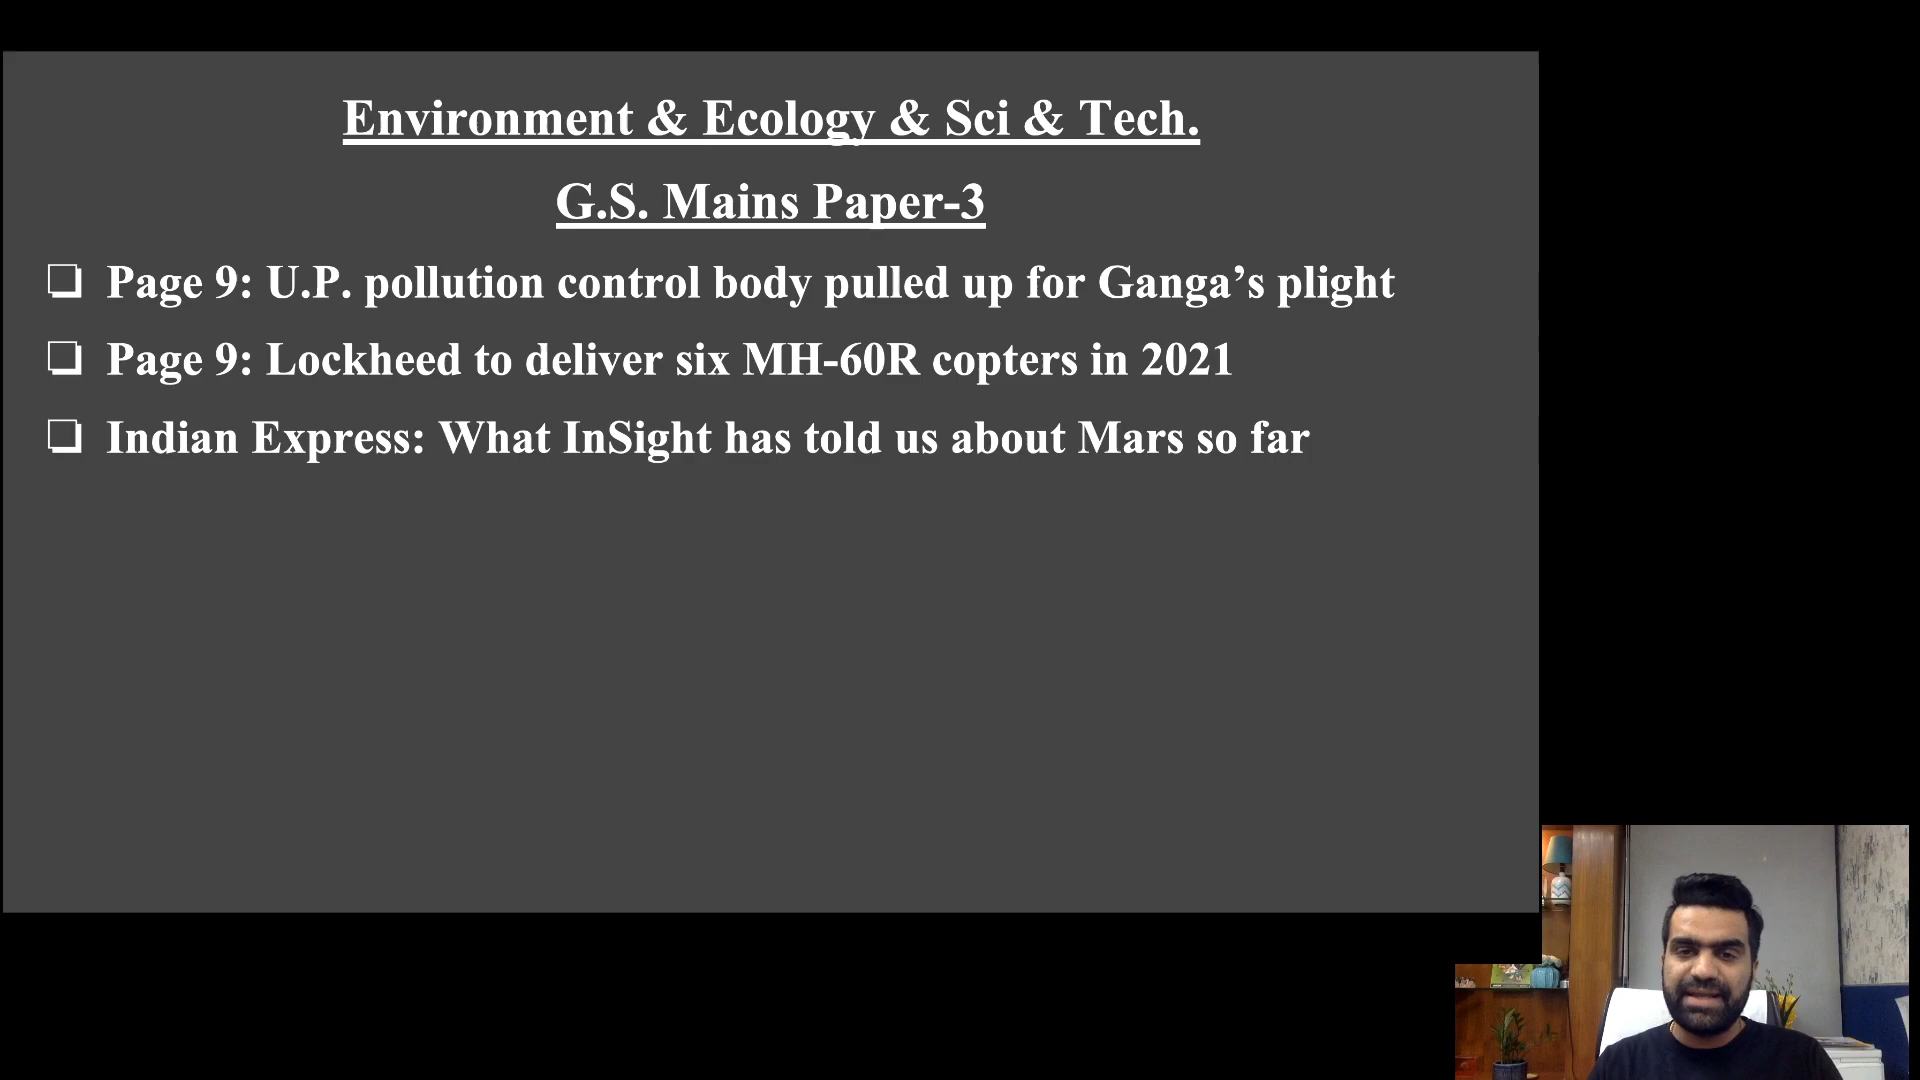 Environment & Ecology & Sci & Tech.
G.S. Mains Paper-3
❏ Page 9: U.P. pollution control body pulled up for Ganga’s plight
❏ Page 9: Lockheed to deliver six MH-60R copters in 2021
❏ Indian Express: What InSight has told us about Mars so far